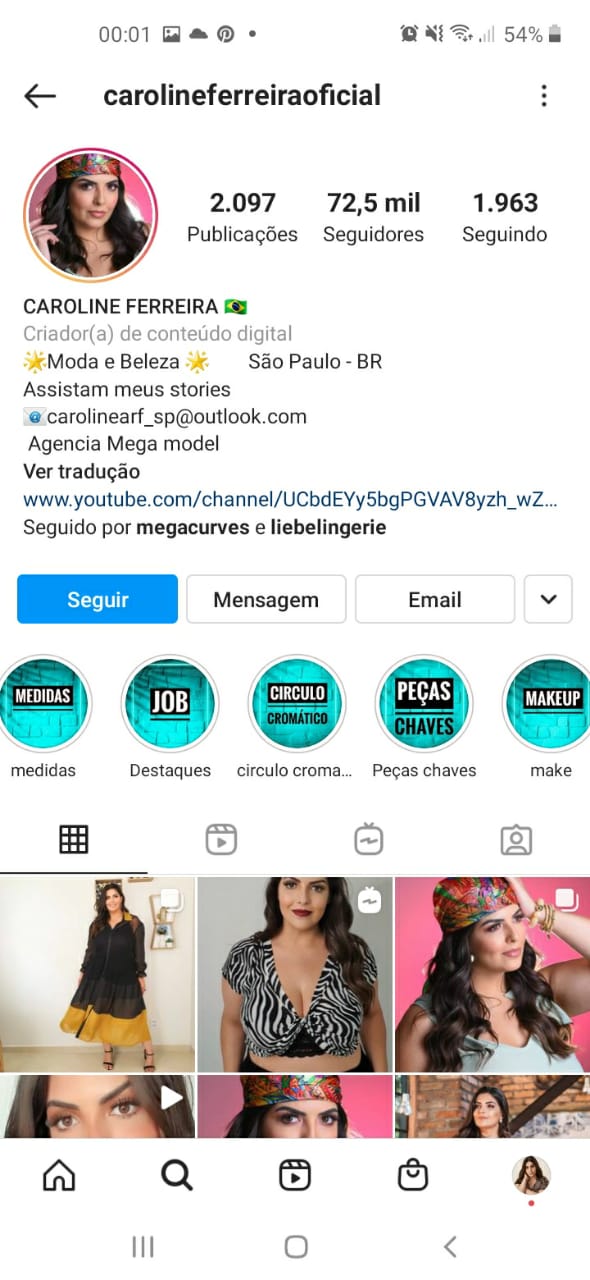 00:01
54%
carolineferreiraoficial
2.097 72,5 mil 1.963
Publicações Seguidores Seguindo
CAROLINE FERREIRA
Criador(a) de conteúdo digital
Moda e Beleza São Paulo - BR
Assistam meus stories
carolinearf_sp@outlook.com
Agencia Mega model
Ver tradução
www.youtube.com/channel/UCbdEYy5bgPGVAV8yzh_wZ...
Seguido por megacurves e liebelingerie
Seguir Mensagem Email
MEDIDAS
JOB
CIRCULO
CROMÁTICO
PEÇAS
CHAVES
MAKEUP
medidas Destaques circulo croma... Peças chaves make